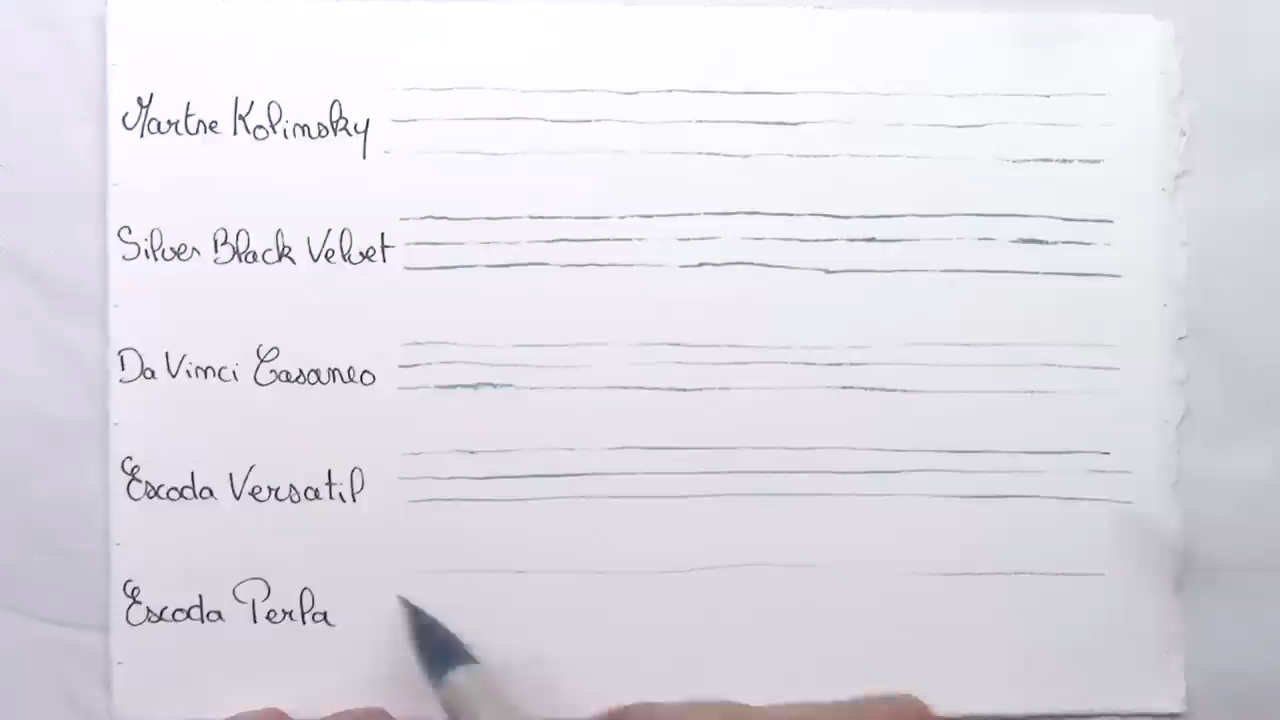 Martre Kolinsky
Silver Black Velvet
Da Vinci Casaneo
Escoda Versatil
Escoda Perla